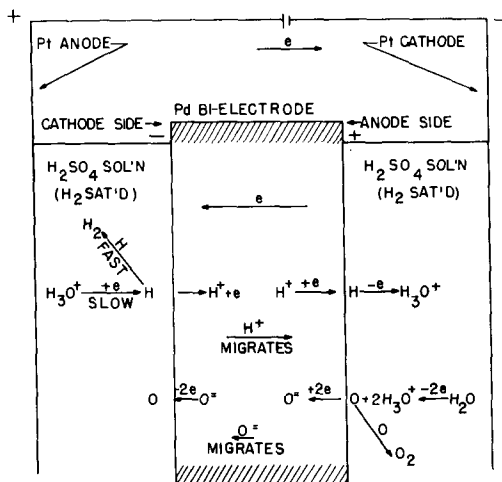 + -
Pt ANODE e Pt CATHODE
Pd BI-ELECTRODE
CATHODE SIDE - + ANODE SIDE
H₂SO₄ SOL'N
(H₂ SAT'D)
H₂SO₄ SOL'N
(H₂ SAT'D)
e
H₂ H
FAST
H₃O⁺ +e H H⁺+e H⁺ +e H -e H₃O⁺
SLOW
H⁺
MIGRATES
O -2e O⁼ O⁼ +2e O + 2H₃O⁺ -2e H₂O
O⁼
MIGRATES
O
O₂